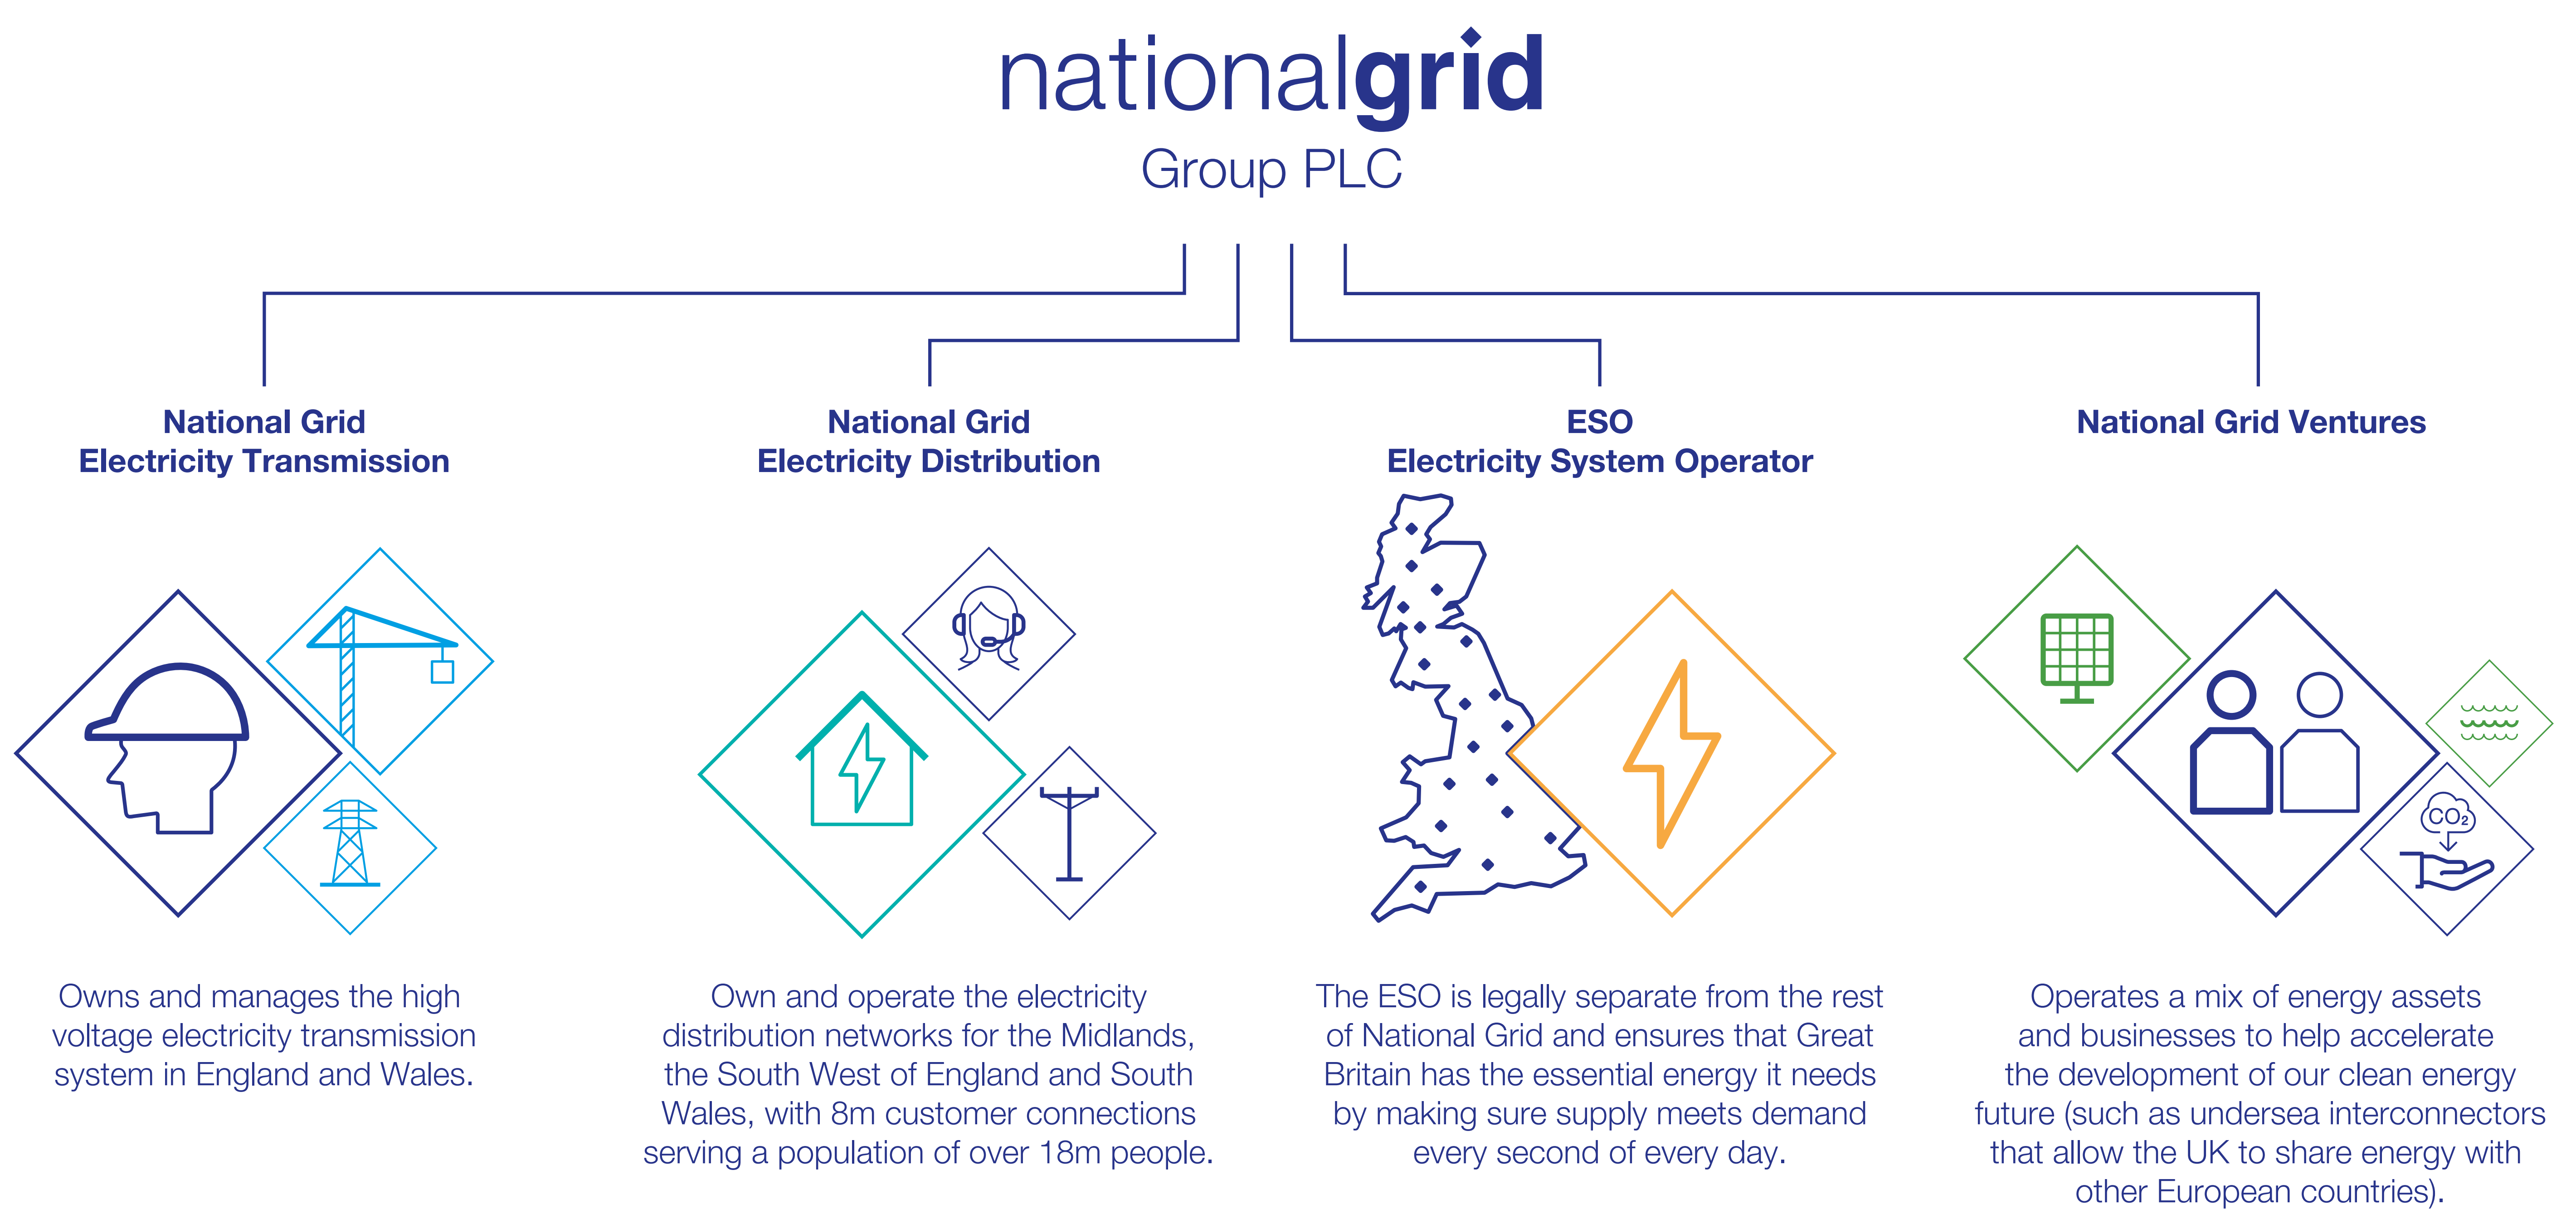 nationalgrid
Group PLC
National Grid
Electricity Transmission
National Grid
Electricity Distribution
ESO
Electricity System Operator
National Grid Ventures
CO₂
Owns and manages the high
voltage electricity transmission
system in England and Wales.
Own and operate the electricity
distribution networks for the Midlands,
the South West of England and South
Wales, with 8m customer connections
serving a population of over 18m people.
The ESO is legally separate from the rest
of National Grid and ensures that Great
Britain has the essential energy it needs
by making sure supply meets demand
every second of every day.
Operates a mix of energy assets
and businesses to help accelerate
the development of our clean energy
future (such as undersea interconnectors
that allow the UK to share energy with
other European countries).